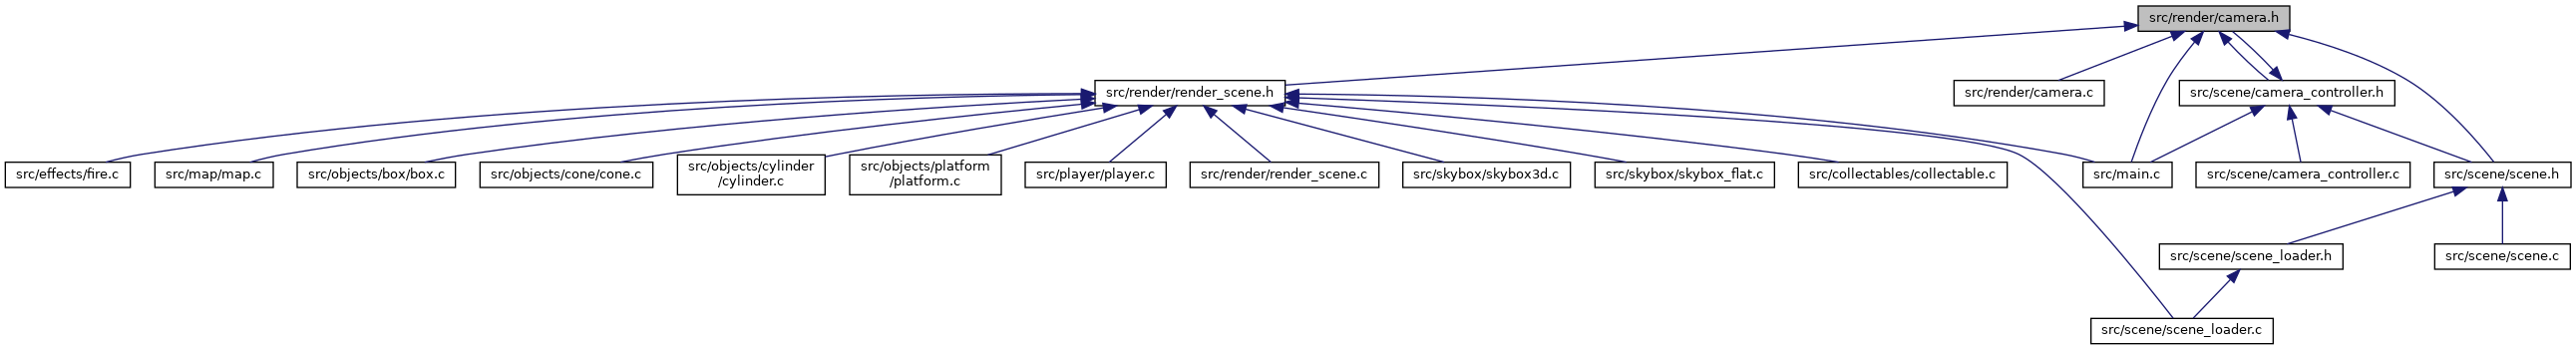 src/render/camera.h
src/render/render_scene.h
src/render/camera.c
src/scene/camera_controller.h
src/effects/fire.c
src/map/map.c
src/objects/box/box.c
src/objects/cone/cone.c
src/objects/cylinder
/cylinder.c
src/objects/platform
/platform.c
src/player/player.c
src/render/render_scene.c
src/skybox/skybox3d.c
src/skybox/skybox_flat.c
src/collectables/collectable.c
src/main.c
src/scene/camera_controller.c
src/scene/scene.h
src/scene/scene_loader.h
src/scene/scene.c
src/scene/scene_loader.c